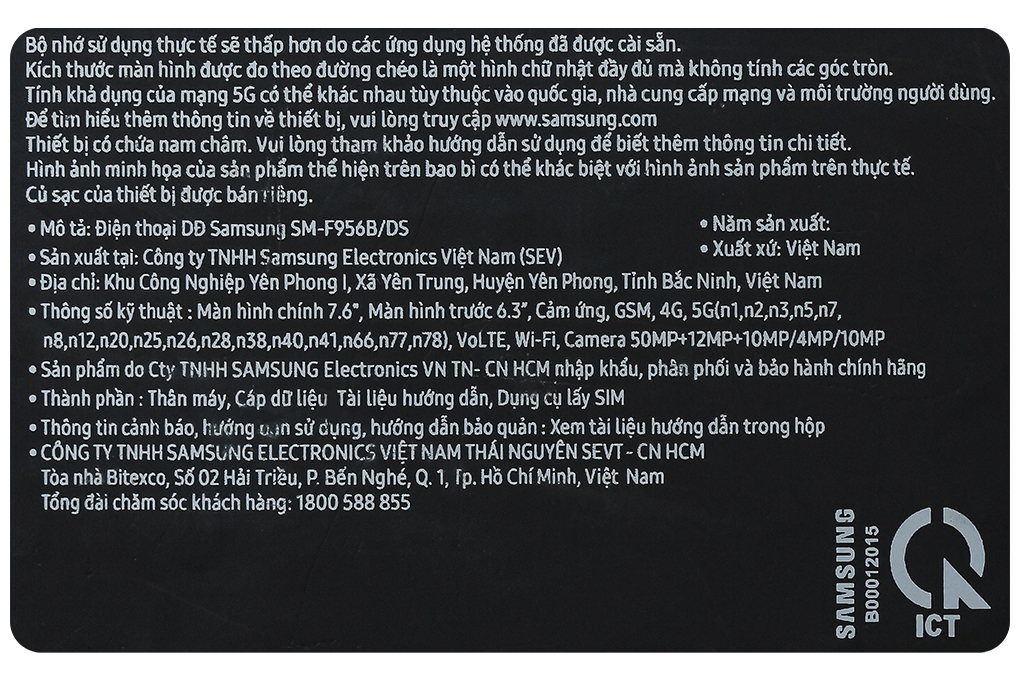 Bộ nhớ sử dụng thực tế sẽ thấp hơn do các ứng dụng hệ thống đã được cài sẵn.
Kích thước màn hình được đo theo đường chéo là một hình chữ nhật đầy đủ mà không tính các góc tròn.
Tính khả dụng của mạng 5G có thể khác nhau tùy thuộc vào quốc gia, nhà cung cấp mạng và môi trường người dùng.
Để tìm hiểu thêm thông tin về thiết bị, vui lòng truy cập www.samsung.com
Thiết bị có chứa nam châm. Vui lòng tham khảo hướng dẫn sử dụng để biết thêm thông tin chi tiết.
Hình ảnh minh họa của sản phẩm thể hiện trên bao bì có thể khác biệt với hình ảnh sản phẩm trên thực tế.
Củ sạc của thiết bị được bán riêng.
• Mô tả: Điện thoại DĐ Samsung SM-F956B/DS
• Năm sản xuất:
• Sản xuất tại: Công ty TNHH Samsung Electronics Việt Nam (SEV)
• Xuất xứ: Việt Nam
• Địa chỉ: Khu Công Nghiệp Yên Phong I, Xã Yên Trung, Huyện Yên Phong, Tỉnh Bắc Ninh, Việt Nam
• Thông số kỹ thuật : Màn hình chính 7.6", Màn hình trước 6.3", Cảm ứng, GSM, 4G, 5G(n1,n2,n3,n5,n7,
n8,n12,n20,n25,n26,n28,n38,n40,n41,n66,n77,n78), VoLTE, Wi-Fi, Camera 50MP+12MP+10MP/4MP/10MP
• Sản phẩm do Cty TNHH SAMSUNG Electronics VN TN- CN HCM nhập khẩu, phân phối và bảo hành chính hãng
• Thành phần : Thân máy, Cáp dữ liệu Tài liệu hướng dẫn, Dụng cụ lấy SIM
• Thông tin cảnh báo, hướng dẫn sử dụng, hướng dẫn bảo quản : Xem tài liệu hướng dẫn trong hộp
• CÔNG TY TNHH SAMSUNG ELECTRONICS VIỆT NAM THÁI NGUYÊN SEVT - CN HCM
Tòa nhà Bitexco, Số 02 Hải Triều, P. Bến Nghé, Q. 1, Tp. Hồ Chí Minh, Việt Nam
Tổng đài chăm sóc khách hàng: 1800 588 855
SAMSUNG
B00012015
ICT